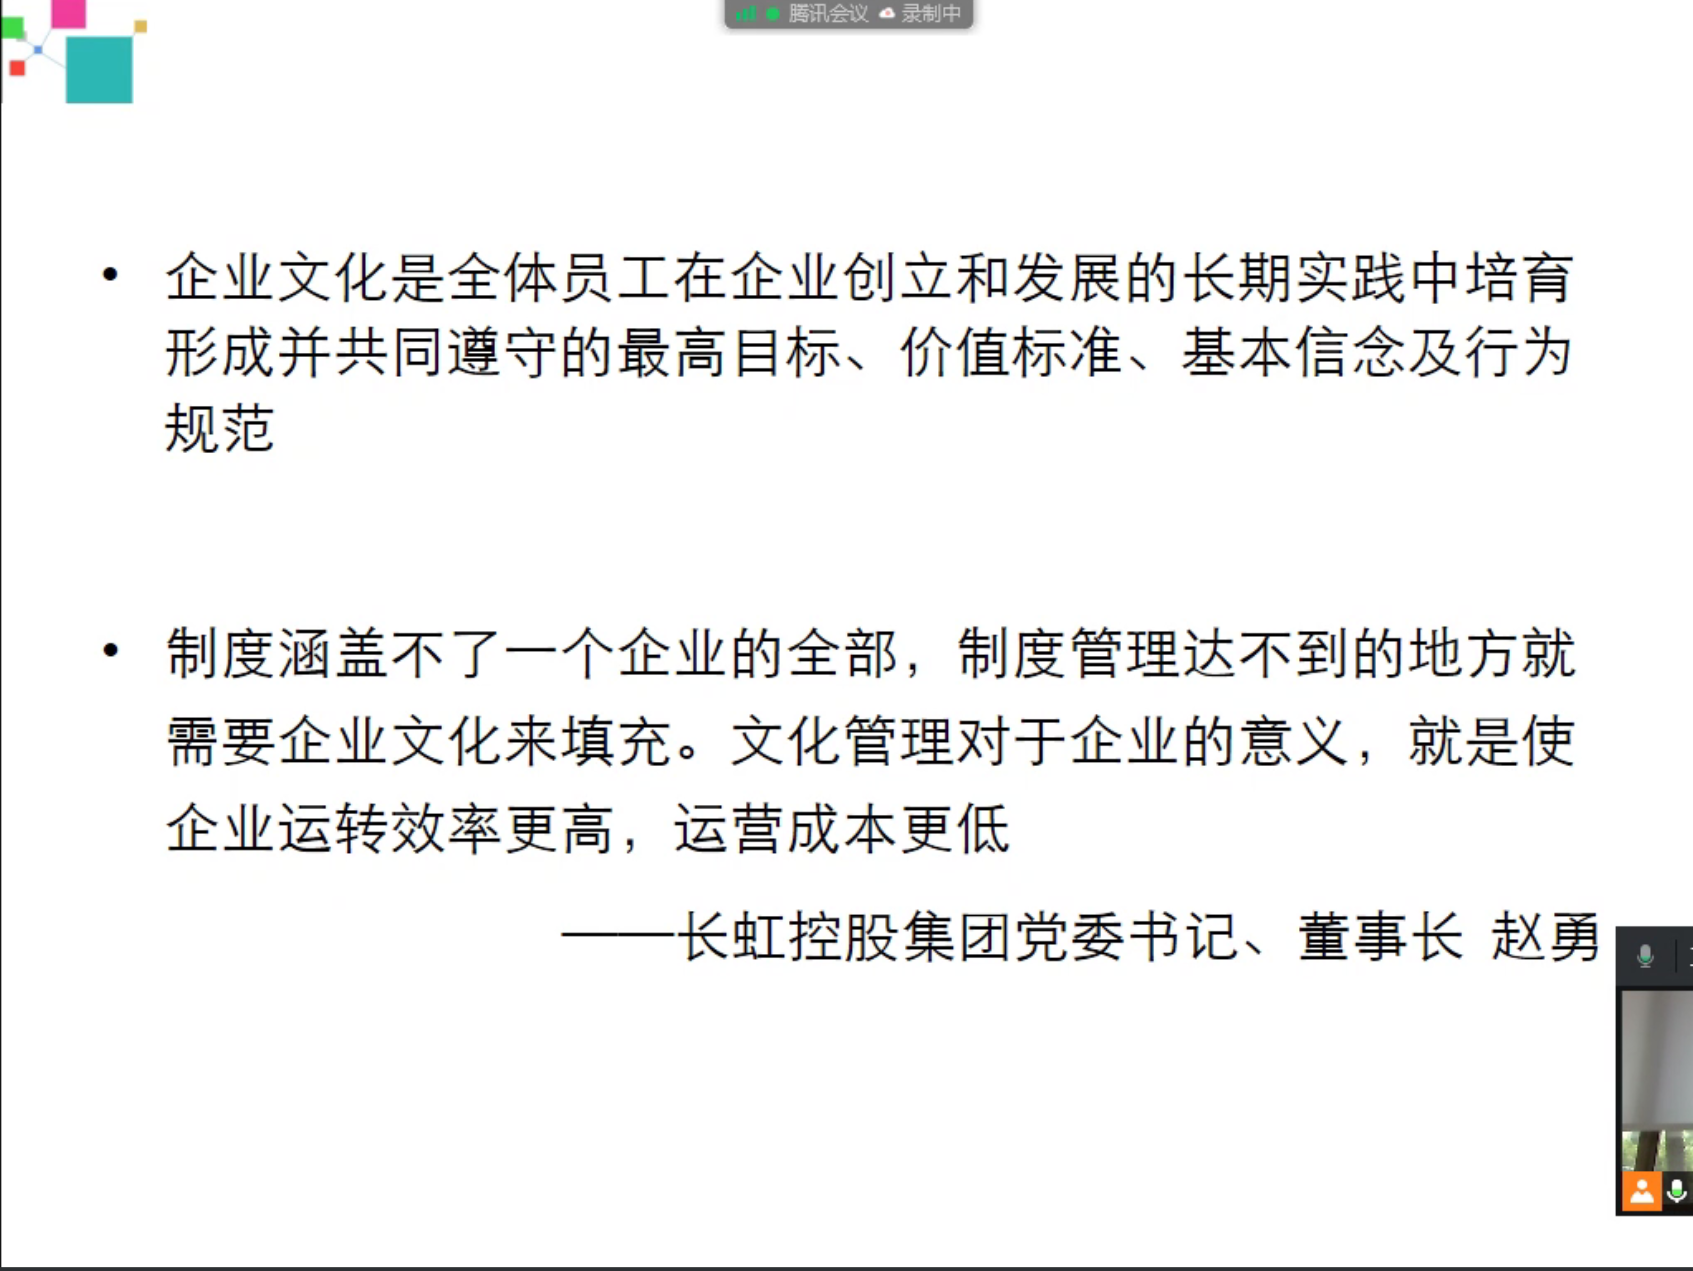 腾讯会议 录制中
• 企业文化是全体员工在企业创立和发展的长期实践中培育
形成并共同遵守的最高目标、价值标准、基本信念及行为
规范
• 制度涵盖不了一个企业的全部，制度管理达不到的地方就
需要企业文化来填充。文化管理对于企业的意义，就是使
企业运转效率更高，运营成本更低
——长虹控股集团党委书记、董事长 赵勇